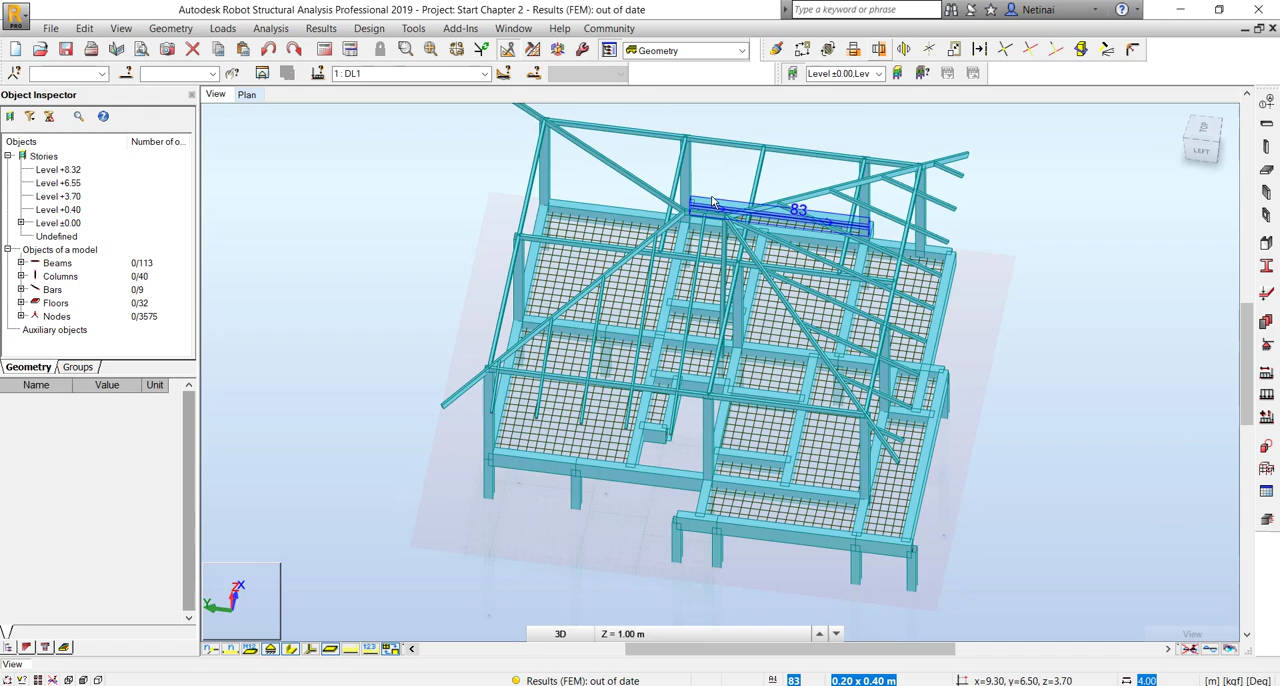 Autodesk Robot Structural Analysis Professional 2019 - Project: Start Chapter 2 - Results (FEM): out of date
Type a keyword or phrase
Netinai
PRO
File Edit View Geometry Loads Analysis Results Design Tools Add-Ins Window Help Community
Geometry
1: DL1
Level ±0.00,Lev
Object Inspector
View Plan
Objects Number of o...
Stories
Level +8.32
Level +6.55
Level +3.70
Level +0.40
Level ±0.00
Undefined
Objects of a model
Beams 0/113
Columns 0/40
Bars 0/9
Floors 0/32
Nodes 0/3575
Auxiliary objects
Geometry Groups
Name Value Unit
83
TOP
LEFT
Z X
Y
3D Z = 1.00 m
View
View
Results (FEM): out of date 83 0.20 x 0.40 m x=9.30, y=6.50, z=3.70 4.00 [m] [kgf] [Deg]